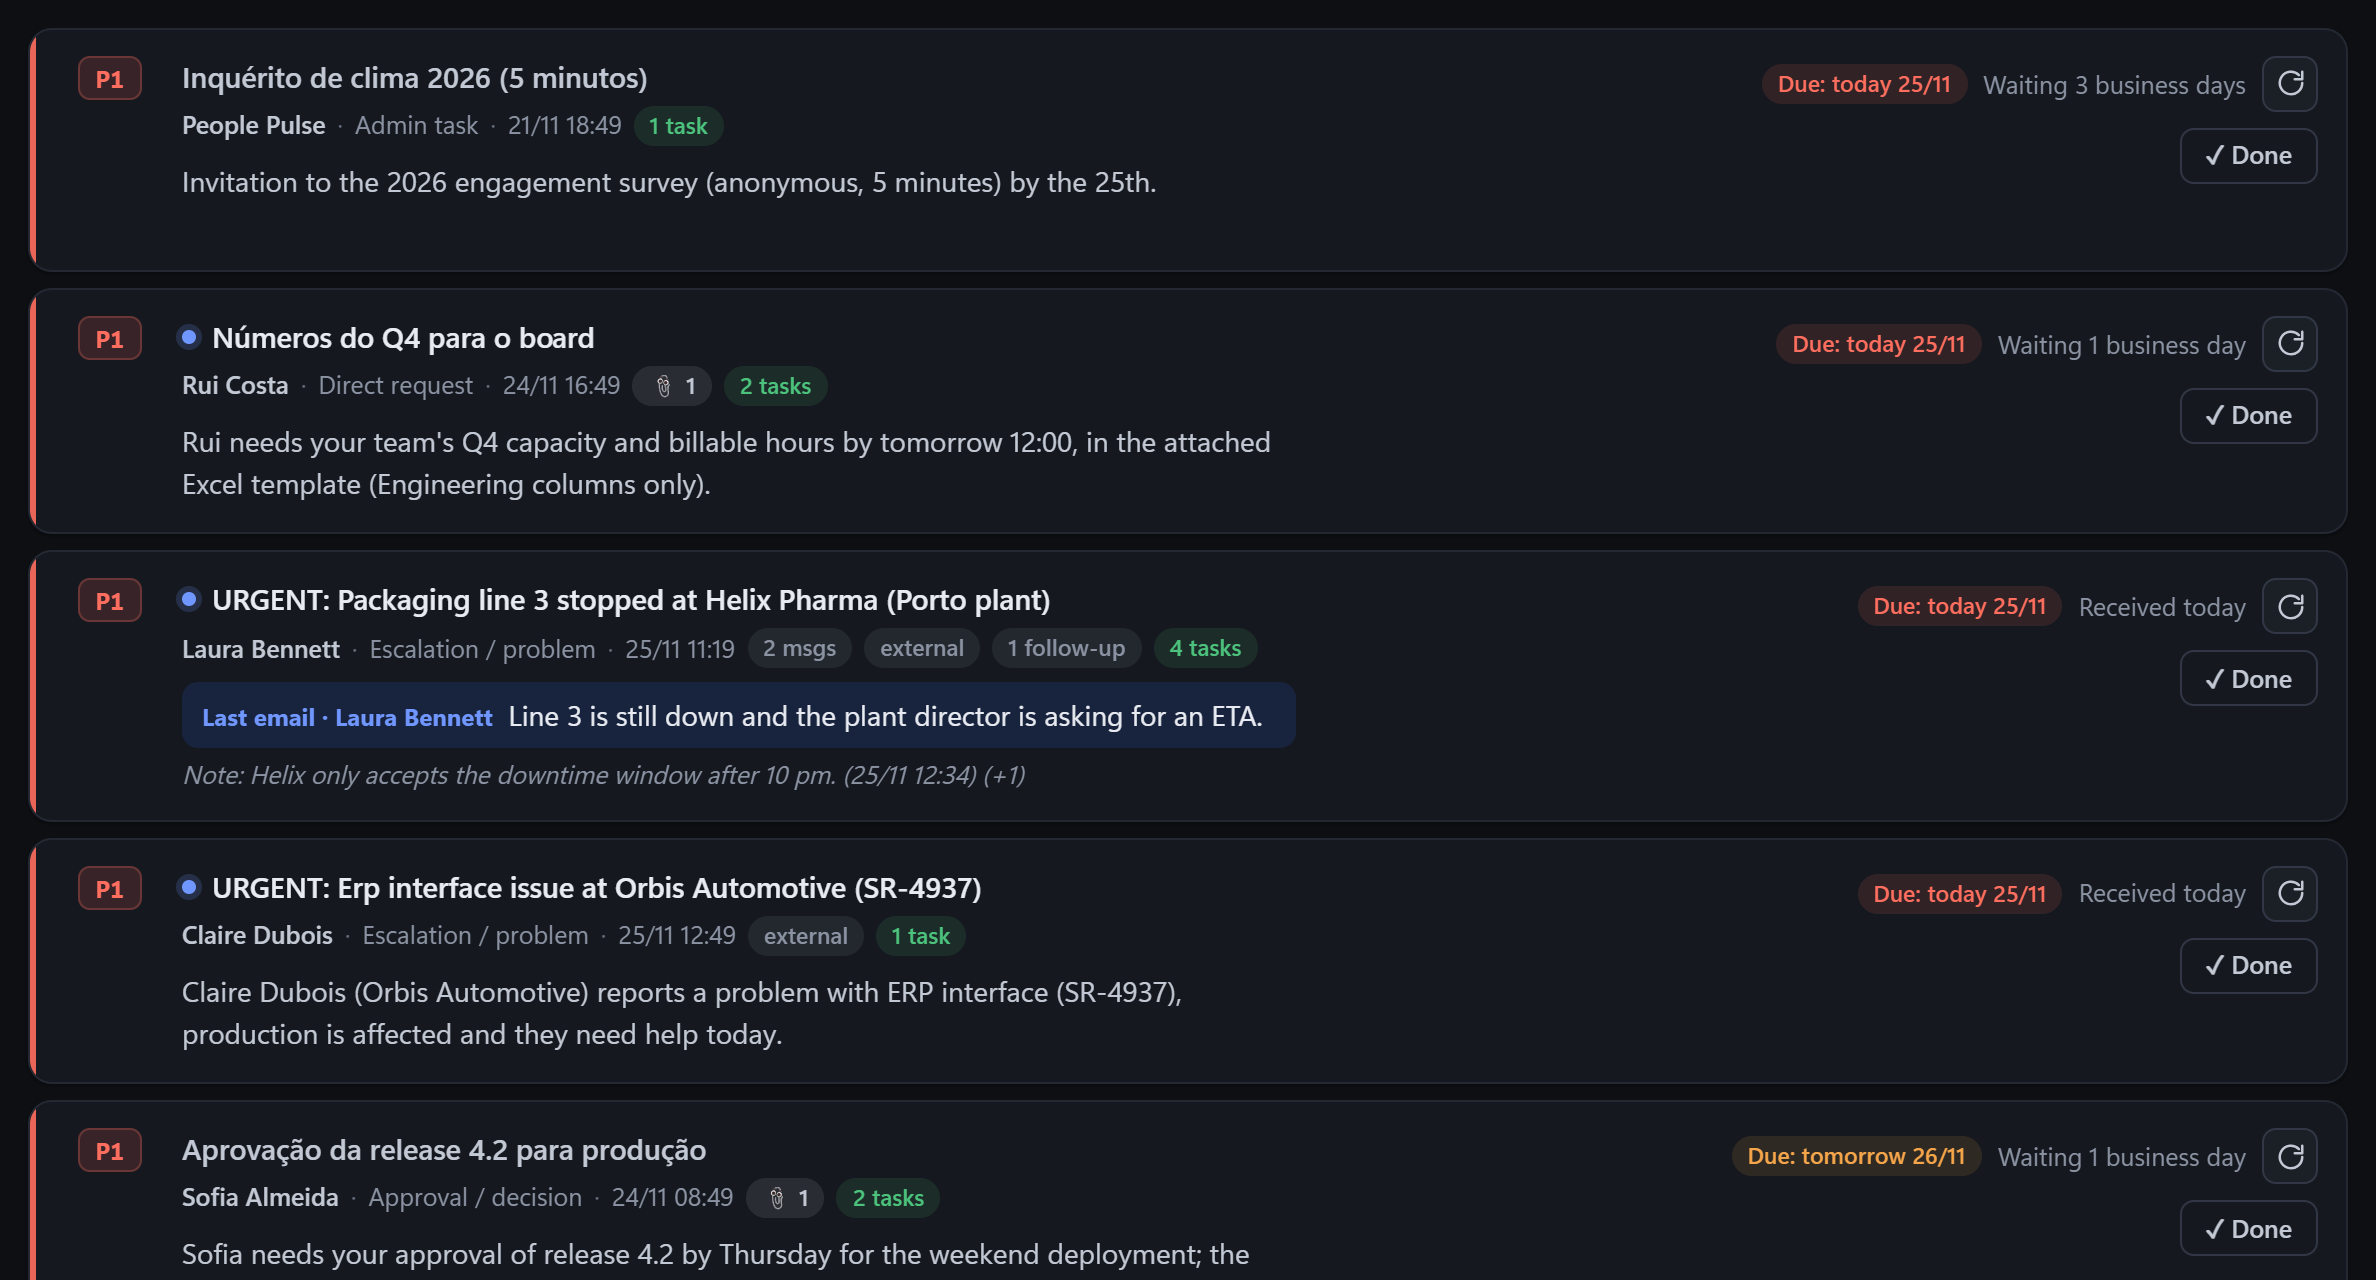 P1 Inquérito de clima 2026 (5 minutos) Due: today 25/11 Waiting 3 business days
People Pulse · Admin task · 21/11 18:49 1 task
✓ Done
Invitation to the 2026 engagement survey (anonymous, 5 minutes) by the 25th.
P1 Números do Q4 para o board Due: today 25/11 Waiting 1 business day
Rui Costa · Direct request · 24/11 16:49 1 2 tasks
✓ Done
Rui needs your team's Q4 capacity and billable hours by tomorrow 12:00, in the attached
Excel template (Engineering columns only).
P1 URGENT: Packaging line 3 stopped at Helix Pharma (Porto plant) Due: today 25/11 Received today
Laura Bennett · Escalation / problem · 25/11 11:19 2 msgs external 1 follow-up 4 tasks
✓ Done
Last email · Laura Bennett Line 3 is still down and the plant director is asking for an ETA.
Note: Helix only accepts the downtime window after 10 pm. (25/11 12:34) (+1)
P1 URGENT: Erp interface issue at Orbis Automotive (SR-4937) Due: today 25/11 Received today
Claire Dubois · Escalation / problem · 25/11 12:49 external 1 task
✓ Done
Claire Dubois (Orbis Automotive) reports a problem with ERP interface (SR-4937),
production is affected and they need help today.
P1 Aprovação da release 4.2 para produção Due: tomorrow 26/11 Waiting 1 business day
Sofia Almeida · Approval / decision · 24/11 08:49 1 2 tasks
✓ Done
Sofia needs your approval of release 4.2 by Thursday for the weekend deployment; the